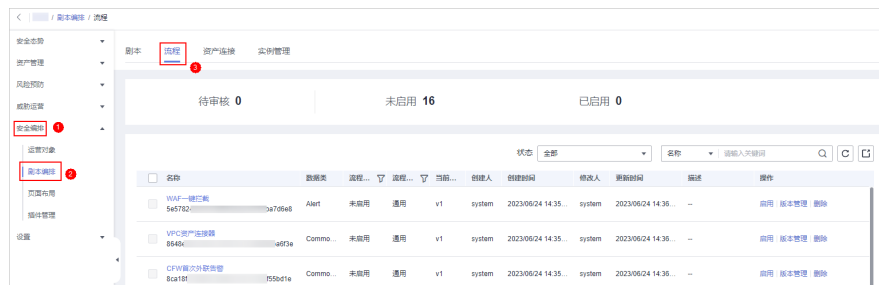 / 剧本编排 / 流程
安全态势
资产管理
风险预防
威胁运营
安全编排 1
运营对象
剧本编排 2
页面布局
插件管理
设置
剧本 流程 资产连接 实例管理
3
待审核 0 未启用 16 已启用 0
状态 全部 名称 请输入关键词
名称 数据类 流程... 流程... 当前... 创建人 创建时间 修改人 更新时间 描述 操作
WAF一键拦截
5e5782 ba7d6e8 Alert 未启用 通用 v1 system 2023/06/24 14:35... system 2023/06/24 14:36... -- 启用 版本管理 删除
VPC资产连接器
8648 a6f3e Commo... 未启用 通用 v1 system 2023/06/24 14:35... system 2023/06/24 14:36... -- 启用 版本管理 删除
CFW首次外联告警
8ca18f f55bd1e Commo... 未启用 通用 v1 system 2023/06/24 14:35... system 2023/06/24 14:36... -- 启用 版本管理 删除